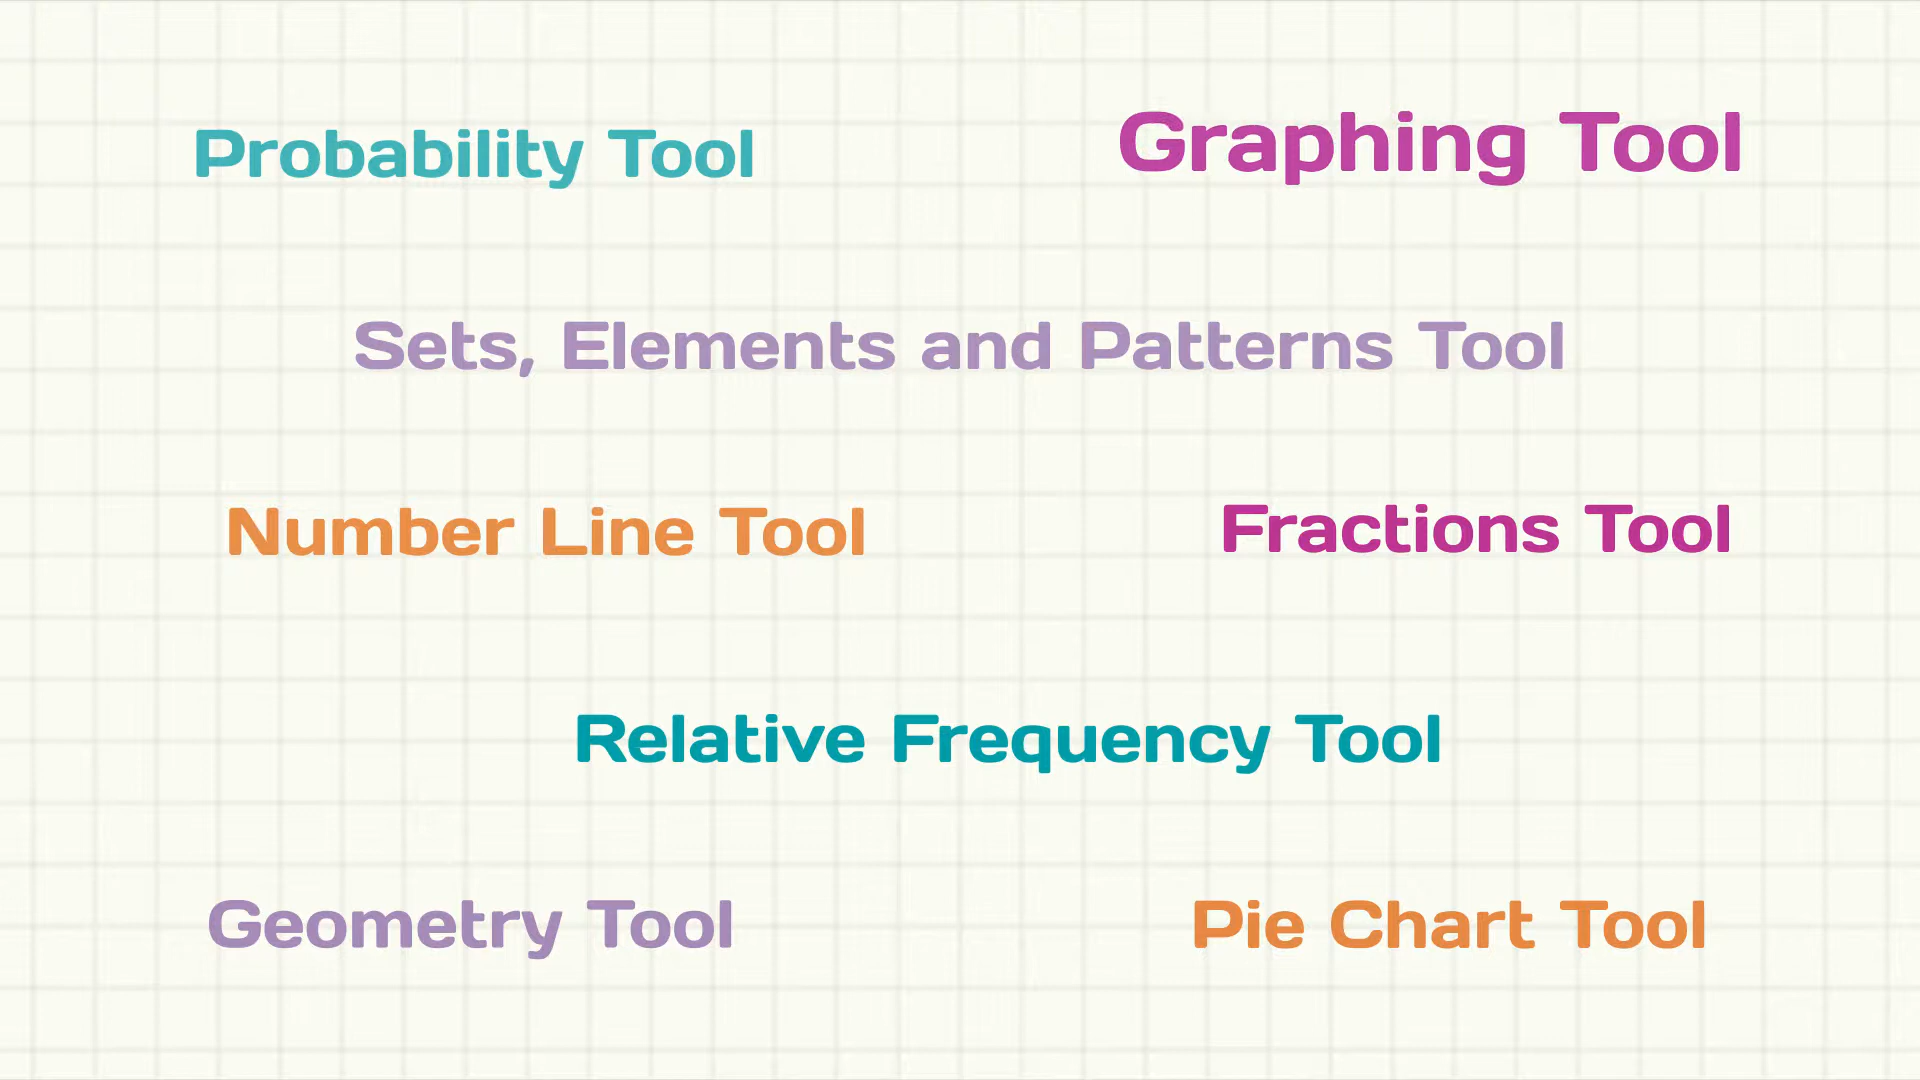 Probability Tool
Graphing Tool
Sets, Elements and Patterns Tool
Number Line Tool
Fractions Tool
Relative Frequency Tool
Geometry Tool
Pie Chart Tool